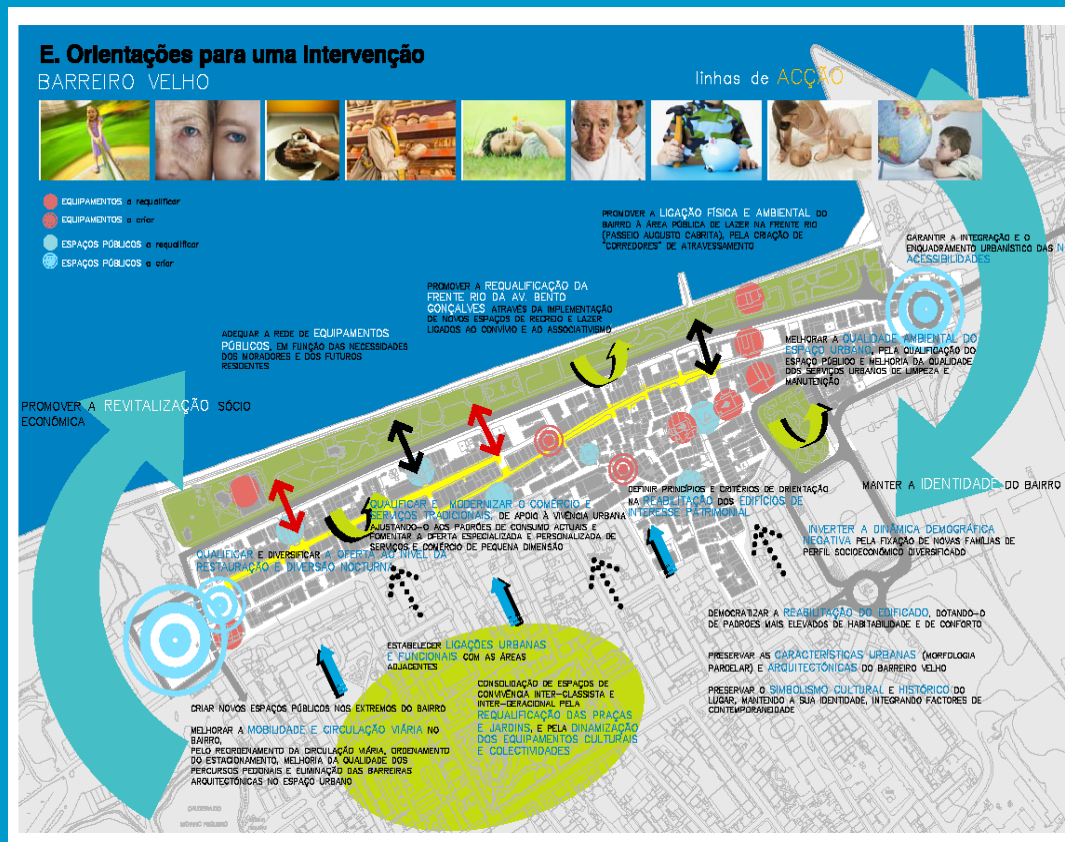 E. Orientações para uma Intervenção
BARREIRO VELHO
linhas de ACÇÃO
EQUIPAMENTOS a requalificar
EQUIPAMENTOS a criar
ESPAÇOS PÚBLICOS a requalificar
ESPAÇOS PÚBLICOS a criar
PROMOVER A LIGAÇÃO FÍSICA E AMBIENTAL DO
BAIRRO À ÁREA PÚBLICA DE LAZER NA FRENTE RIO
(PASSEIO AUGUSTO CABRITA), PELA CRIAÇÃO DE
"CORREDORES" DE ATRAVESSAMENTO
GARANTIR A INTEGRAÇÃO E O
ENQUADRAMENTO URBANÍSTICO DAS N
ACESSIBILIDADES
PROMOVER A REQUALIFICAÇÃO DA
FRENTE RIO DA AV. BENTO
GONÇALVES ATRAVÉS DA IMPLEMENTAÇÃO
DE NOVOS ESPAÇOS DE RECREIO E LAZER
LIGADOS AO CONVÍVIO E AO ASSOCIATIVISMO
ADEQUAR A REDE DE EQUIPAMENTOS
PÚBLICOS, EM FUNÇÃO DAS NECESSIDADES
DOS MORADORES E DOS FUTUROS
RESIDENTES
MELHORAR A QUALIDADE AMBIENTAL DO
ESPAÇO URBANO, PELA QUALIFICAÇÃO DO
ESPAÇO PÚBLICO E MELHORIA DA QUALIDADE
DOS SERVIÇOS URBANOS DE LIMPEZA E
MANUTENÇÃO
PROMOVER A REVITALIZAÇÃO SÓCIO
ECONÓMICA
MANTER A IDENTIDADE DO BAIRRO
DEFINIR PRINCÍPIOS E CRITÉRIOS DE ORIENTAÇÃO
NA REABILITAÇÃO DOS EDIFÍCIOS DE
INTERESSE PATRIMONIAL
QUALIFICAR E MODERNIZAR O COMÉRCIO E
SERVIÇOS TRADICIONAIS, DE APOIO À VIVÊNCIA URBANA
AJUSTANDO-O AOS PADRÕES DE CONSUMO ACTUAIS E
FOMENTAR A OFERTA ESPECIALIZADA E PERSONALIZADA DE
SERVIÇOS E COMÉRCIO DE PEQUENA DIMENSÃO
INVERTER A DINÂMICA DEMOGRÁFICA
NEGATIVA PELA FIXAÇÃO DE NOVAS FAMÍLIAS DE
PERFIL SOCIOECONÓMICO DIVERSIFICADO
QUALIFICAR E DIVERSIFICAR A OFERTA AO NÍVEL DA
RESTAURAÇÃO E DIVERSÃO NOCTURNA
DEMOCRATIZAR A REABILITAÇÃO DO EDIFICADO, DOTANDO-O
DE PADRÕES MAIS ELEVADOS DE HABITABILIDADE E DE CONFORTO
ESTABELECER LIGAÇÕES URBANAS
E FUNCIONAIS COM AS ÁREAS
ADJACENTES
PRESERVAR AS CARACTERÍSTICAS URBANAS (MORFOLOGIA
PARCELAR) E ARQUITECTÓNICAS DO BARREIRO VELHO
CONSOLIDAÇÃO DE ESPAÇOS DE
CONVIVÊNCIA INTER-CLASSISTA E
INTER-GERACIONAL PELA
REQUALIFICAÇÃO DAS PRAÇAS
E JARDINS, E PELA DINAMIZAÇÃO
DOS EQUIPAMENTOS CULTURAIS
E COLECTIVIDADES
PRESERVAR O SIMBOLISMO CULTURAL E HISTÓRICO DO
LUGAR, MANTENDO A SUA IDENTIDADE, INTEGRANDO FACTORES DE
CONTEMPORANEIDADE
CRIAR NOVOS ESPAÇOS PÚBLICOS NOS EXTREMOS DO BAIRRO
MELHORAR A MOBILIDADE E CIRCULAÇÃO VIÁRIA NO
BAIRRO,
PELO REORDENAMENTO DA CIRCULAÇÃO VIÁRIA, ORDENAMENTO
DO ESTACIONAMENTO, MELHORIA DA QUALIDADE DOS
PERCURSOS PEDONAIS E ELIMINAÇÃO DAS BARREIRAS
ARQUITECTÓNICAS NO ESPAÇO URBANO